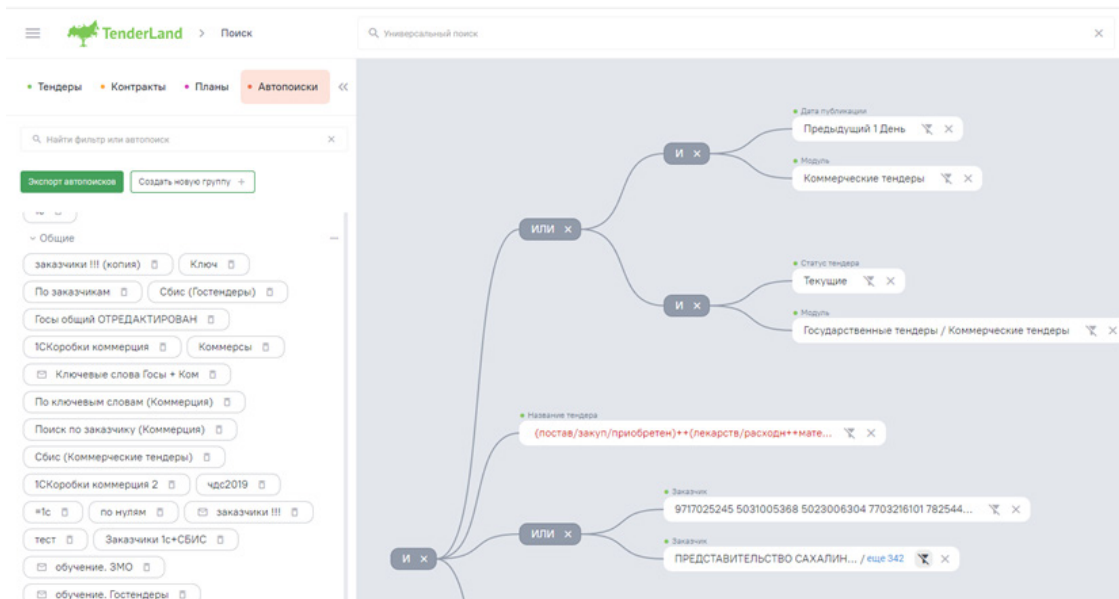 TenderLand > Поиск
Универсальный поиск
Тендеры Контракты Планы Автопоиски
Найти фильтр или автопоиск
Экспорт автопоисков Создать новую группу +
Общие
заказчики !!! (копия) Ключ
По заказчикам Сбис (Гостендеры)
Госы общий ОТРЕДАКТИРОВАН
1СКоробки коммерция Коммерсы
Ключевые слова Госы + Ком
По ключевым словам (Коммерция)
Поиск по заказчику (Коммерция)
Сбис (Коммерческие тендеры)
1СКоробки коммерция 2 чдс2019
=1с по нулям заказчики !!!
тест Заказчики 1с+СБИС
обучение. ЗМО
обучение. Гостендеры
Дата публикации
Предыдущий 1 День
И
Модуль
Коммерческие тендеры
ИЛИ
Статус тендера
Текущие
И
Модуль
Государственные тендеры / Коммерческие тендеры
Название тендера
(постав/закуп/приобретен)++(лекарств/расходн++мате...
Заказчик
9717025245 5031005368 5023006304 7703216101 782544...
ИЛИ
Заказчик
ПРЕДСТАВИТЕЛЬСТВО САХАЛИН... / еще 342
И